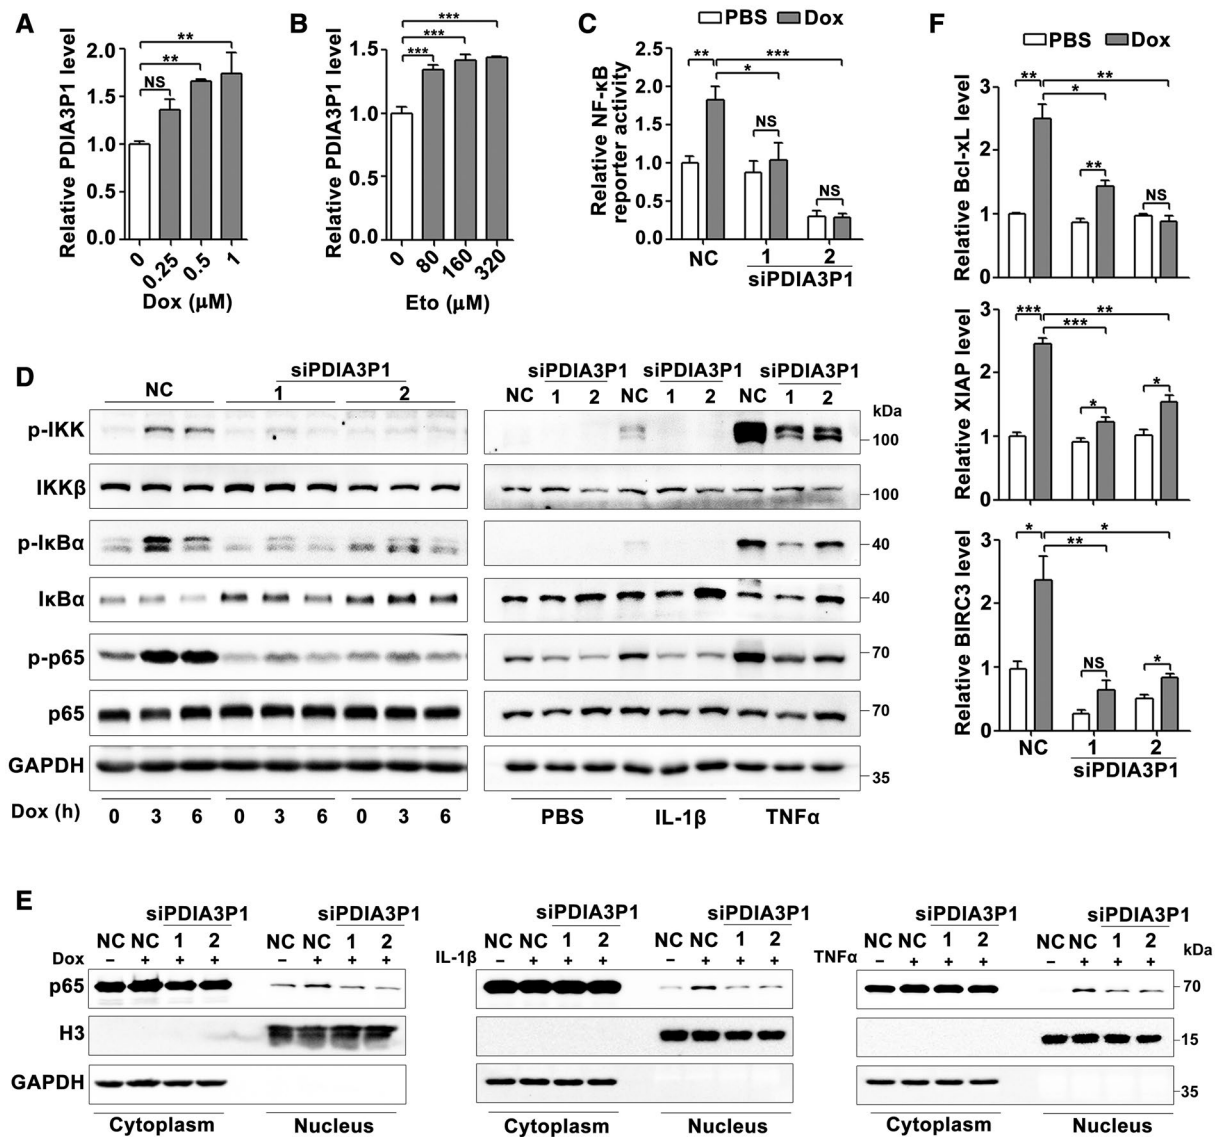 A
Relative PDIA3P1 level
2.0
1.5
1.0
0.5
0.0
**
**
NS
0 0.25 0.5 1
Dox (μM)
B
Relative PDIA3P1 level
1.5
1.0
0.5
0.0
***
***
***
0 80 160 320
Eto (μM)
C
PBS Dox
Relative NF-κB
reporter activity
2.5
2.0
1.5
1.0
0.5
0.0
** ***
*
NS
NS
NC 1 2
siPDIA3P1
F
PBS Dox
Relative Bcl-xL level
3
2
1
0
** **
*
**
NS
Relative XIAP level
3
2
1
0
*** **
***
*
*
Relative BIRC3 level
3
2
1
0
* *
**
NS
*
NC 1 2
siPDIA3P1
D
siPDIA3P1
NC 1 2
siPDIA3P1 siPDIA3P1 siPDIA3P1
NC 1 2 NC 1 2 NC 1 2
kDa
p-IKK
100
IKKβ
100
p-IκBα
40
IκBα
40
p-p65
70
p65
70
GAPDH
35
Dox (h) 0 3 6 0 3 6 0 3 6
PBS IL-1β TNFα
E
siPDIA3P1 siPDIA3P1
NC NC 1 2 NC NC 1 2
Dox − + + + − + + +
p65
H3
GAPDH
Cytoplasm Nucleus
siPDIA3P1 siPDIA3P1
NC NC 1 2 NC NC 1 2
IL-1β − + + + − + + +
Cytoplasm Nucleus
siPDIA3P1 siPDIA3P1
NC NC 1 2 NC NC 1 2
kDa
TNFα − + + + − + + +
70
15
35
Cytoplasm Nucleus